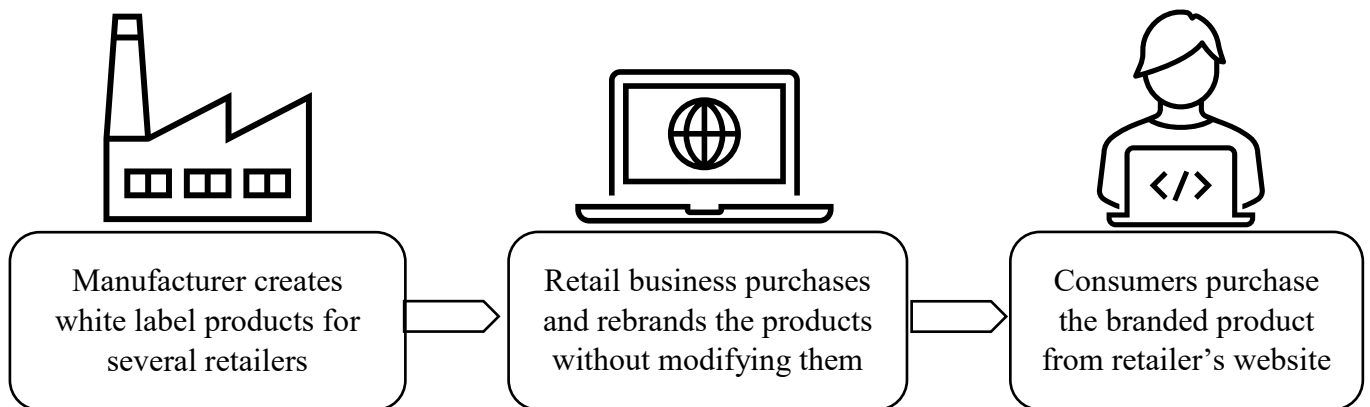 Manufacturer creates
white label products for
several retailers
Retail business purchases
and rebrands the products
without modifying them
Consumers purchase
the branded product
from retailer’s website